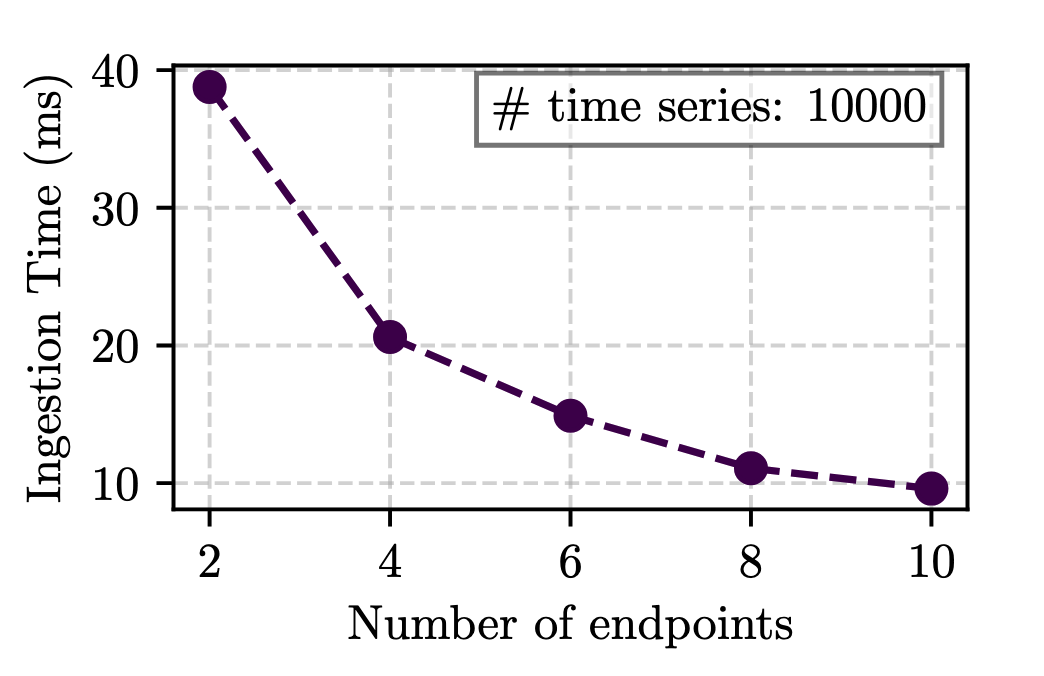 # time series: 10000
Ingestion Time (ms)
40
30
20
10
2 4 6 8 10
Number of endpoints